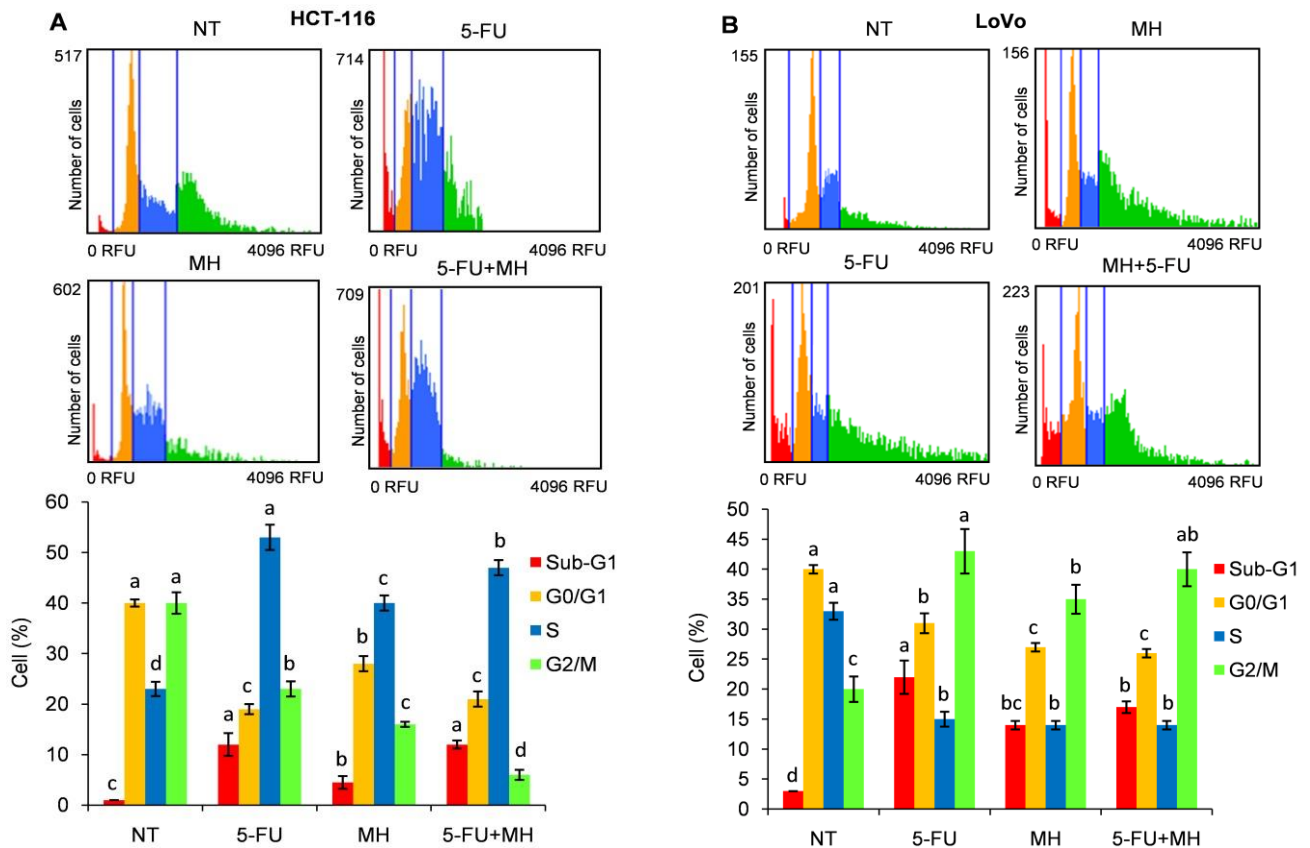 A
HCT-116
NT
517
Number of cells
0 RFU 4096 RFU
5-FU
714
Number of cells
0 RFU 4096 RFU
MH
602
Number of cells
0 RFU 4096 RFU
5-FU+MH
709
Number of cells
0 RFU 4096 RFU
60
50
40
30
20
10
0
Cell (%)
c a d a
a c a b
b b c c
a c b d
NT 5-FU MH 5-FU+MH
Sub-G1
G0/G1
S
G2/M
B
LoVo
NT
155
Number of cells
0 RFU 4096 RFU
MH
156
Number of cells
0 RFU 4096 RFU
5-FU
201
Number of cells
0 RFU 4096 RFU
MH+5-FU
223
Number of cells
0 RFU 4096 RFU
50
45
40
35
30
25
20
15
10
5
0
Cell (%)
d a a c
a b b a
bc c b b
b c b ab
NT 5-FU MH 5-FU+MH
Sub-G1
G0/G1
S
G2/M